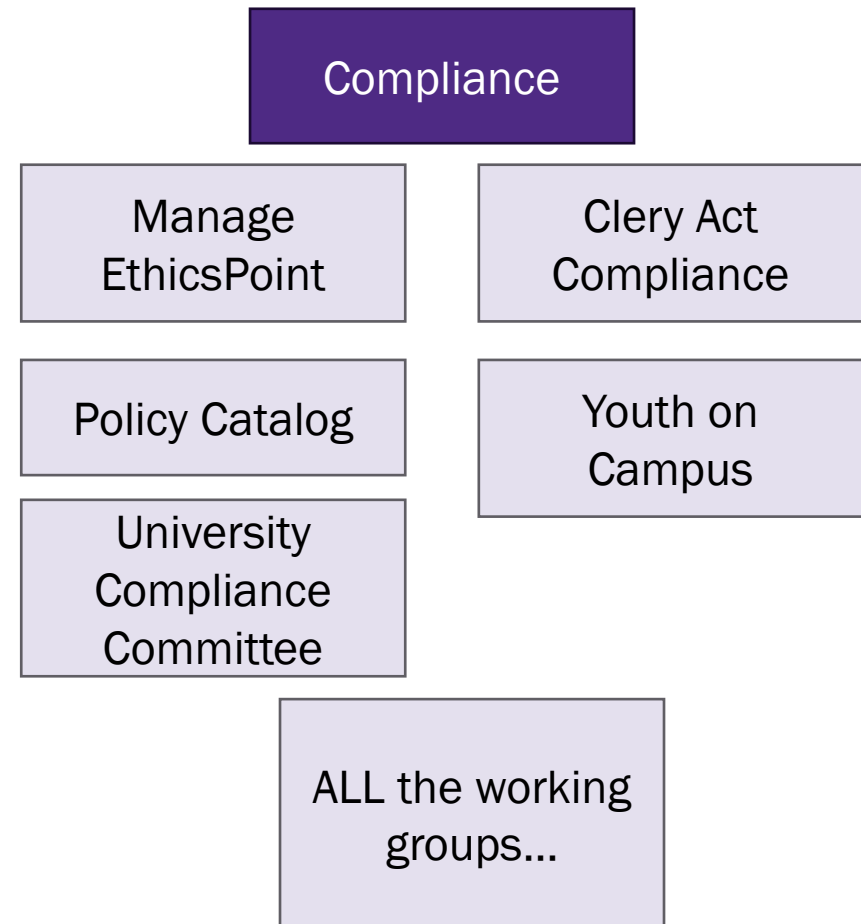 Compliance
Manage
EthicsPoint
Clery Act
Compliance
Policy Catalog
Youth on
Campus
University
Compliance
Committee
ALL the working
groups...